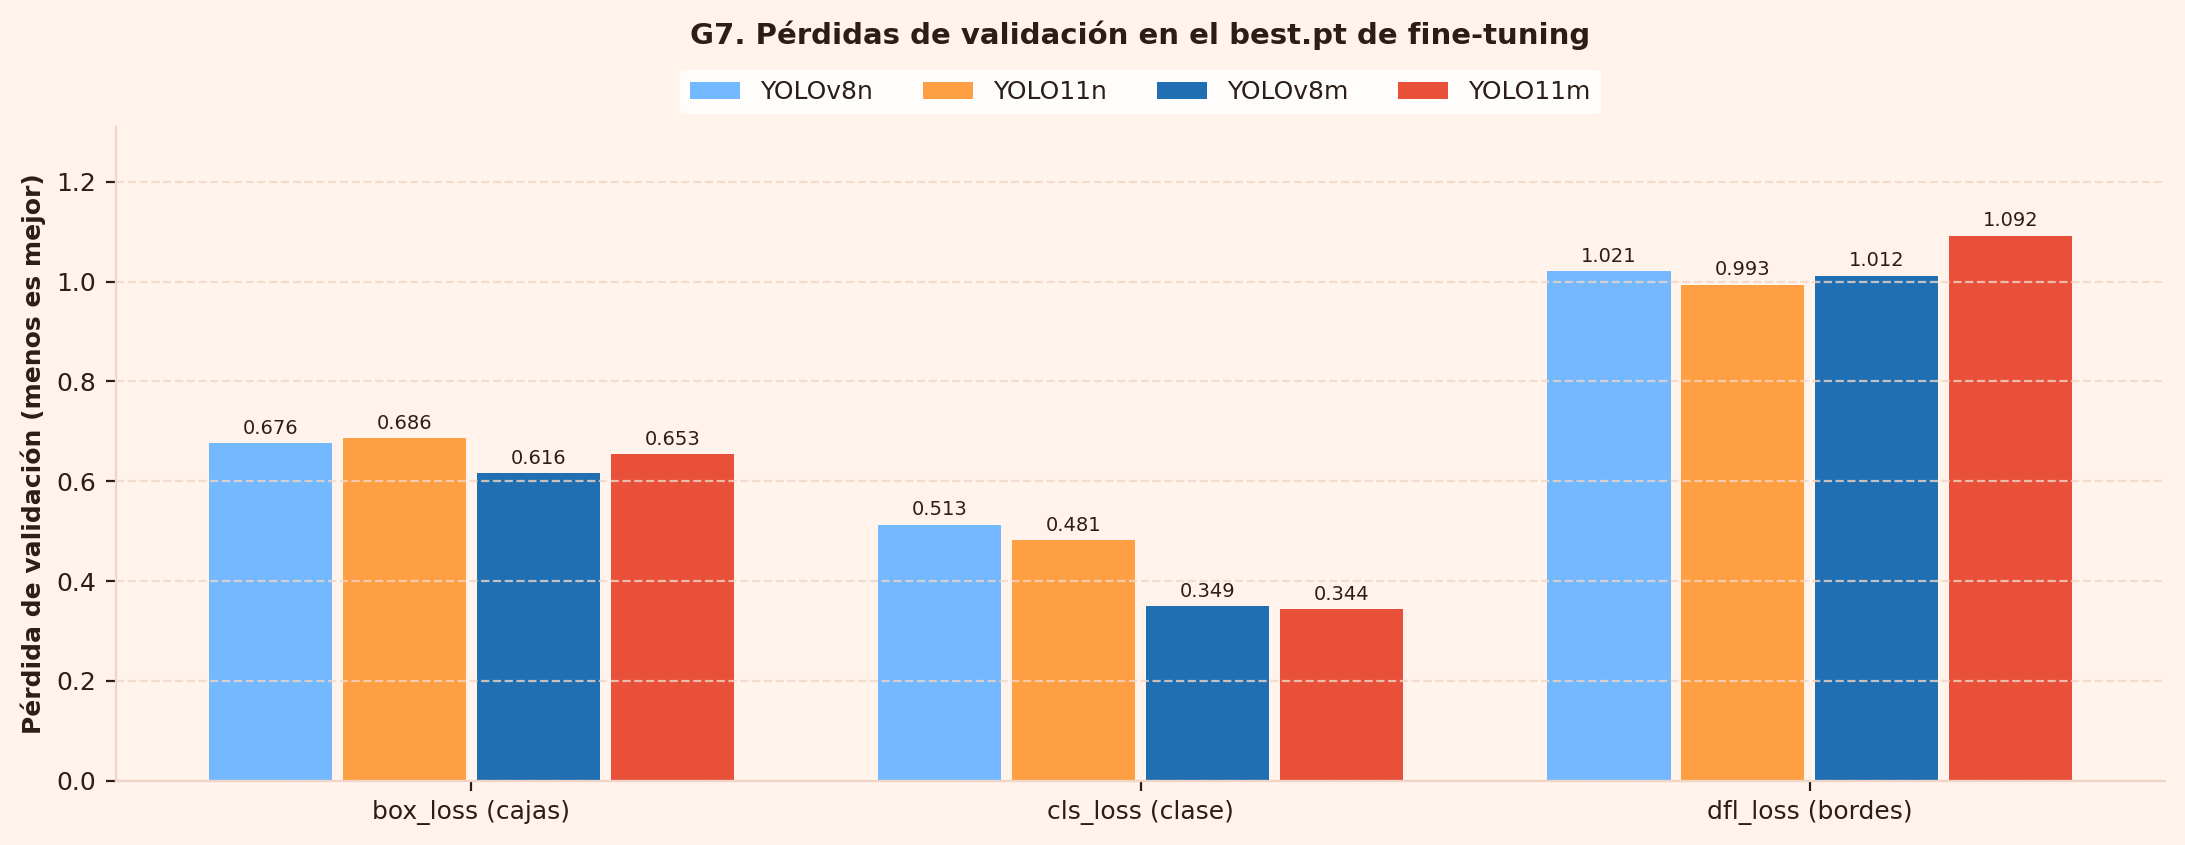 G7. Pérdidas de validación en el best.pt de fine-tuning
YOLOv8n YOLO11n YOLOv8m YOLO11m
Pérdida de validación (menos es mejor)
1.2
1.0
0.8
0.6
0.4
0.2
0.0
0.676 0.686 0.616 0.653
0.513 0.481 0.349 0.344
1.021 0.993 1.012 1.092
box_loss (cajas) cls_loss (clase) dfl_loss (bordes)